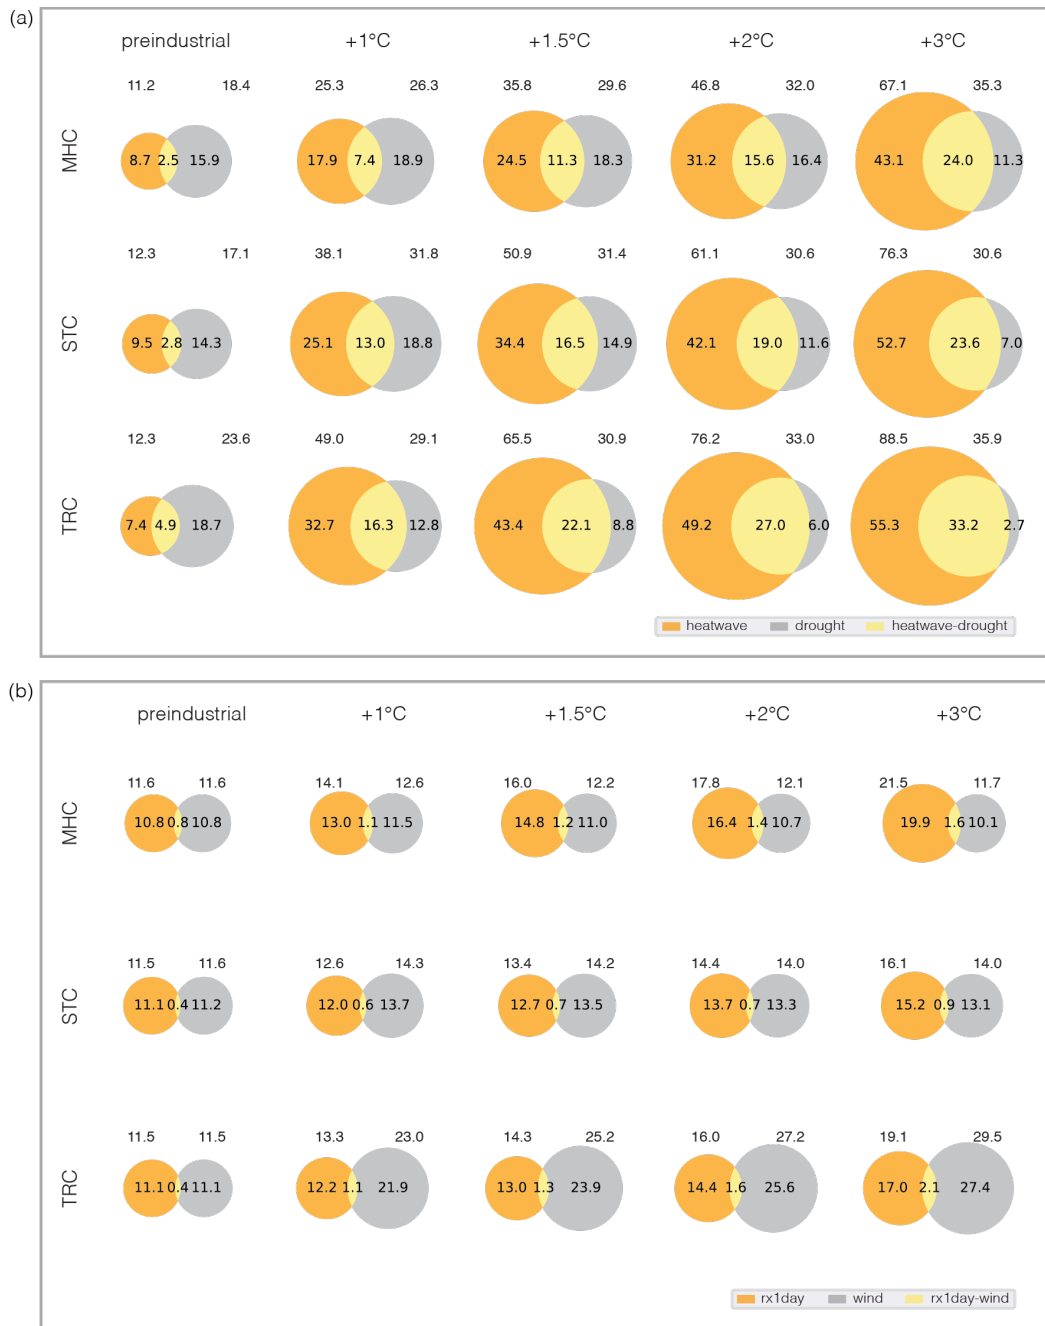 (a)
preindustrial +1°C +1.5°C +2°C +3°C
11.2 18.4 25.3 26.3 35.8 29.6 46.8 32.0 67.1 35.3
MHC 8.7 2.5 15.9 17.9 7.4 18.9 24.5 11.3 18.3 31.2 15.6 16.4 43.1 24.0 11.3
12.3 17.1 38.1 31.8 50.9 31.4 61.1 30.6 76.3 30.6
STC 9.5 2.8 14.3 25.1 13.0 18.8 34.4 16.5 14.9 42.1 19.0 11.6 52.7 23.6 7.0
12.3 23.6 49.0 29.1 65.5 30.9 76.2 33.0 88.5 35.9
TRC 7.4 4.9 18.7 32.7 16.3 12.8 43.4 22.1 8.8 49.2 27.0 6.0 55.3 33.2 2.7
heatwave drought heatwave-drought
(b)
preindustrial +1°C +1.5°C +2°C +3°C
11.6 11.6 14.1 12.6 16.0 12.2 17.8 12.1 21.5 11.7
MHC 10.8 0.8 10.8 13.0 1.1 11.5 14.8 1.2 11.0 16.4 1.4 10.7 19.9 1.6 10.1
11.5 11.6 12.6 14.3 13.4 14.2 14.4 14.0 16.1 14.0
STC 11.1 0.4 11.2 12.0 0.6 13.7 12.7 0.7 13.5 13.7 0.7 13.3 15.2 0.9 13.1
11.5 11.5 13.3 23.0 14.3 25.2 16.0 27.2 19.1 29.5
TRC 11.1 0.4 11.1 12.2 1.1 21.9 13.0 1.3 23.9 14.4 1.6 25.6 17.0 2.1 27.4
rx1day wind rx1day-wind